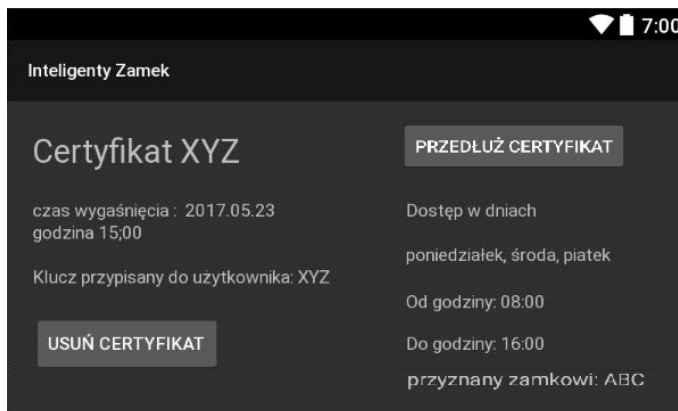 7:00
Inteligenty Zamek
Certyfikat XYZ
czas wygaśnięcia : 2017.05.23
godzina 15;00
Klucz przypisany do użytkownika: XYZ
USUŃ CERTYFIKAT
PRZEDŁUŻ CERTYFIKAT
Dostęp w dniach
poniedziałek, środa, piatek
Od godziny: 08:00
Do godziny: 16:00
przyznany zamkowi: ABC